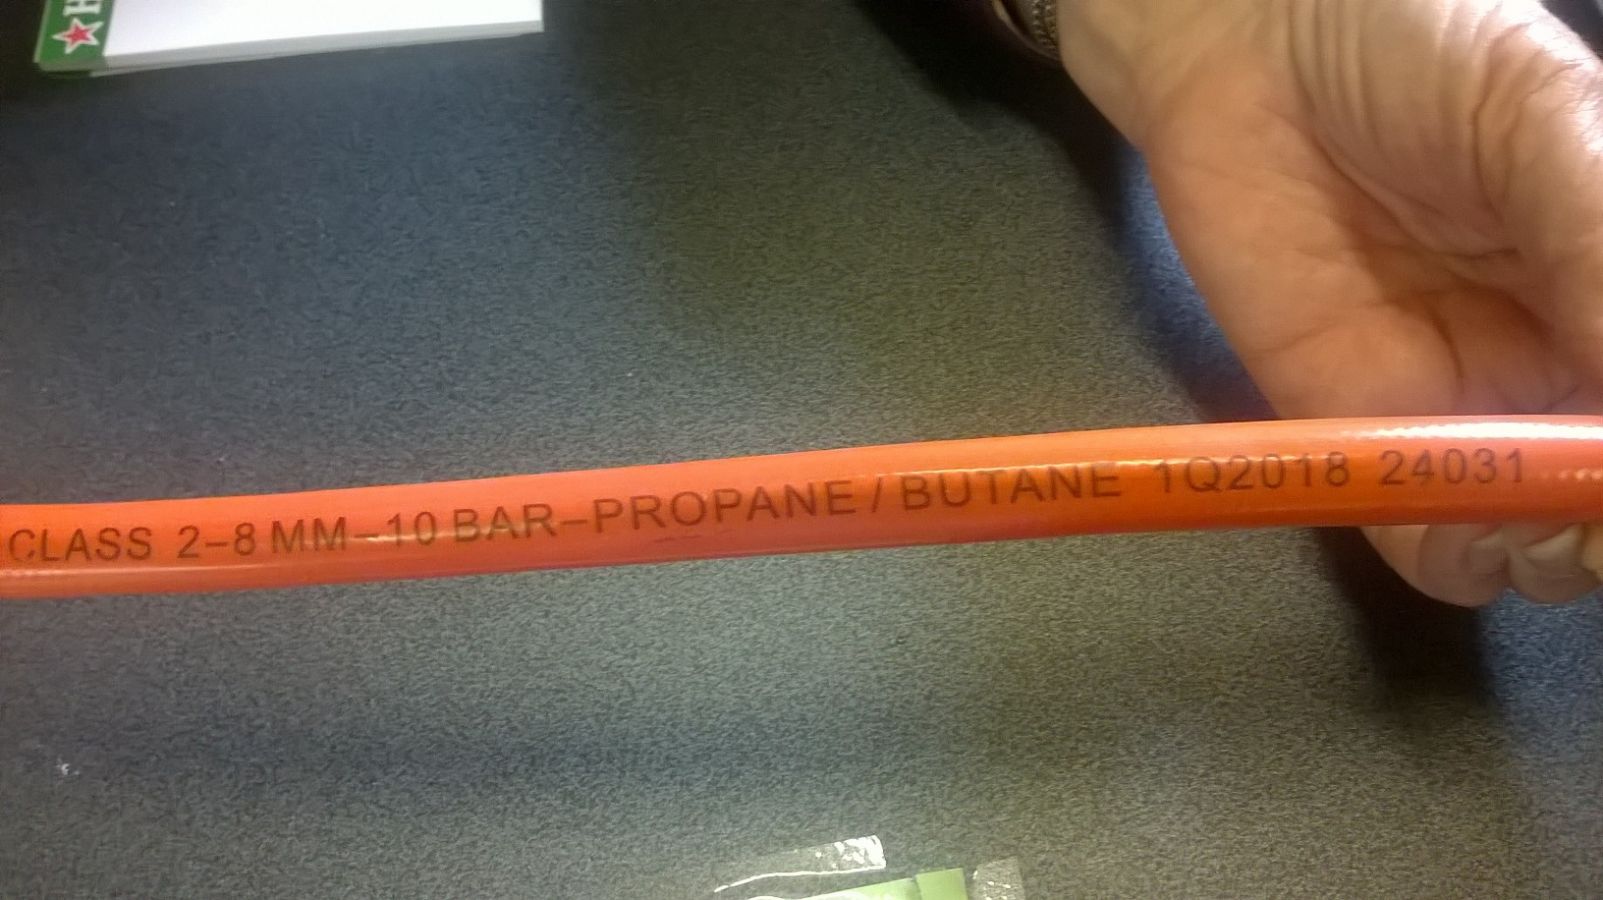 H
CLASS 2-8 MM-10 BAR-PROPANE / BUTANE 1Q2018 24031